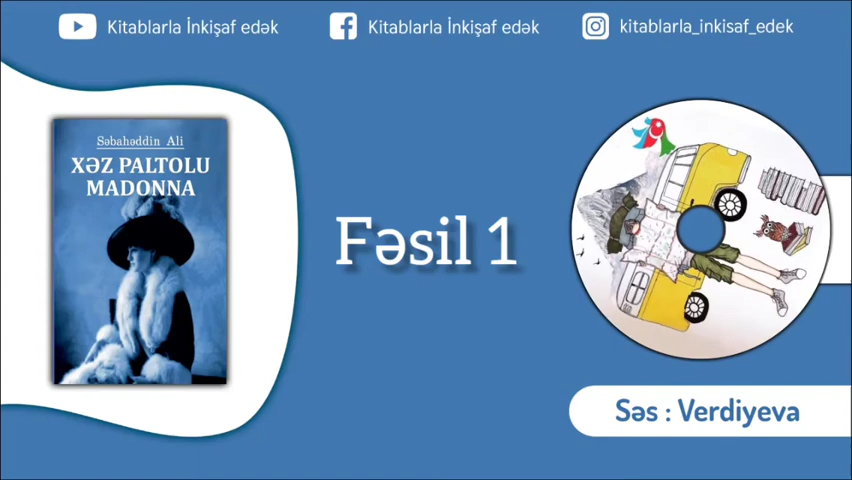 Kitablarla İnkişaf edək
Kitablarla İnkişaf edək
kitablarla_inkisaf_edek
Səbahəddin Ali
XƏZ PALTOLU
MADONNA
Fəsil 1
Səs : Verdiyeva